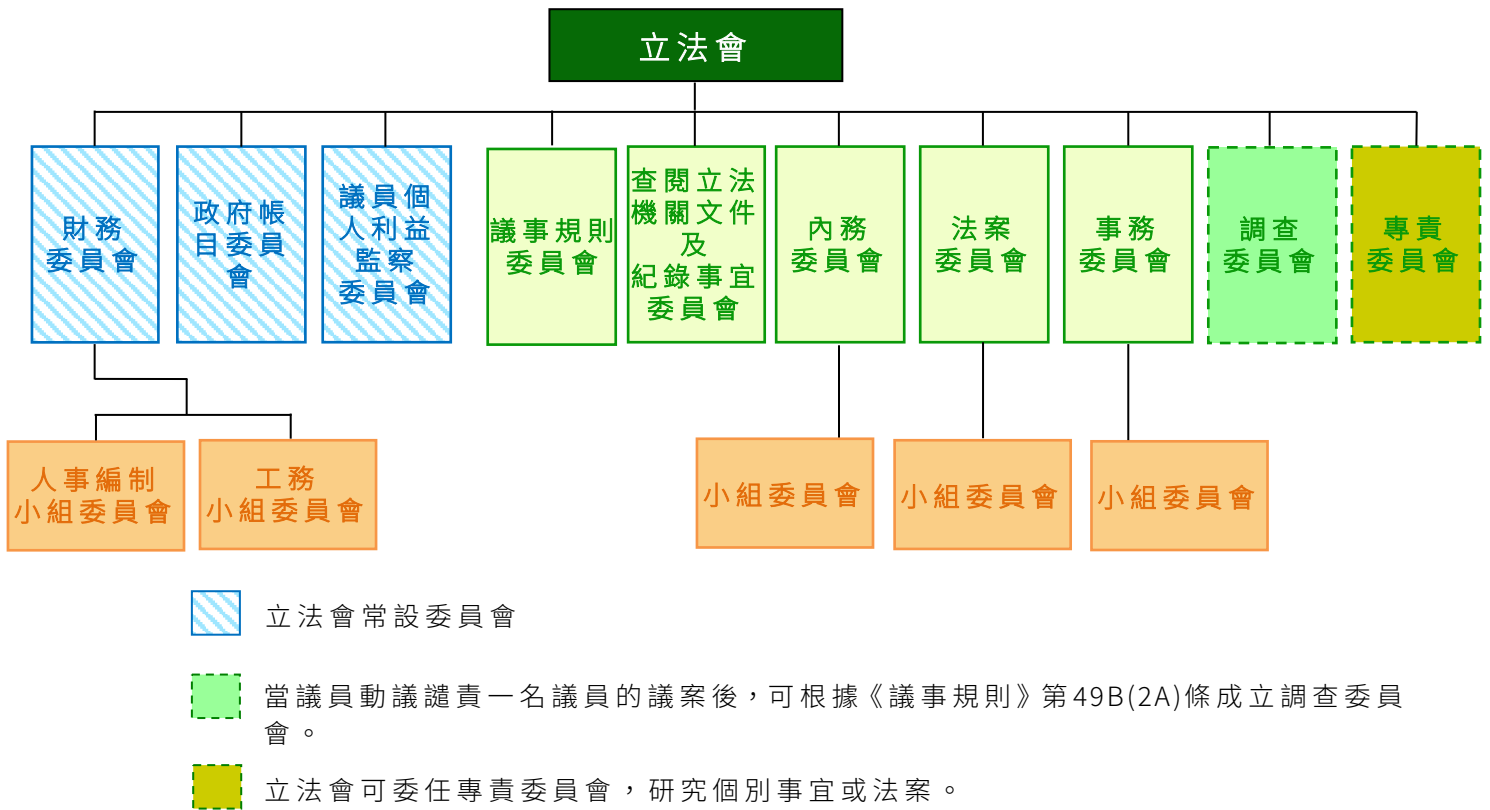 立法會
財務
委員會
政府帳
目委員
會
議員個
人利益
監察
委員會
議事規則
委員會
查閱立法
機關文件
及
紀錄事宜
委員會
內務
委員會
法案
委員會
事務
委員會
調查
委員會
專責
委員會
人事編制
小組委員會
工務
小組委員會
小組委員會
小組委員會
小組委員會
立法會常設委員會
當議員動議譴責一名議員的議案後，可根據《議事規則》第49B(2A)條成立調查委員
會。
立法會可委任專責委員會，研究個別事宜或法案。